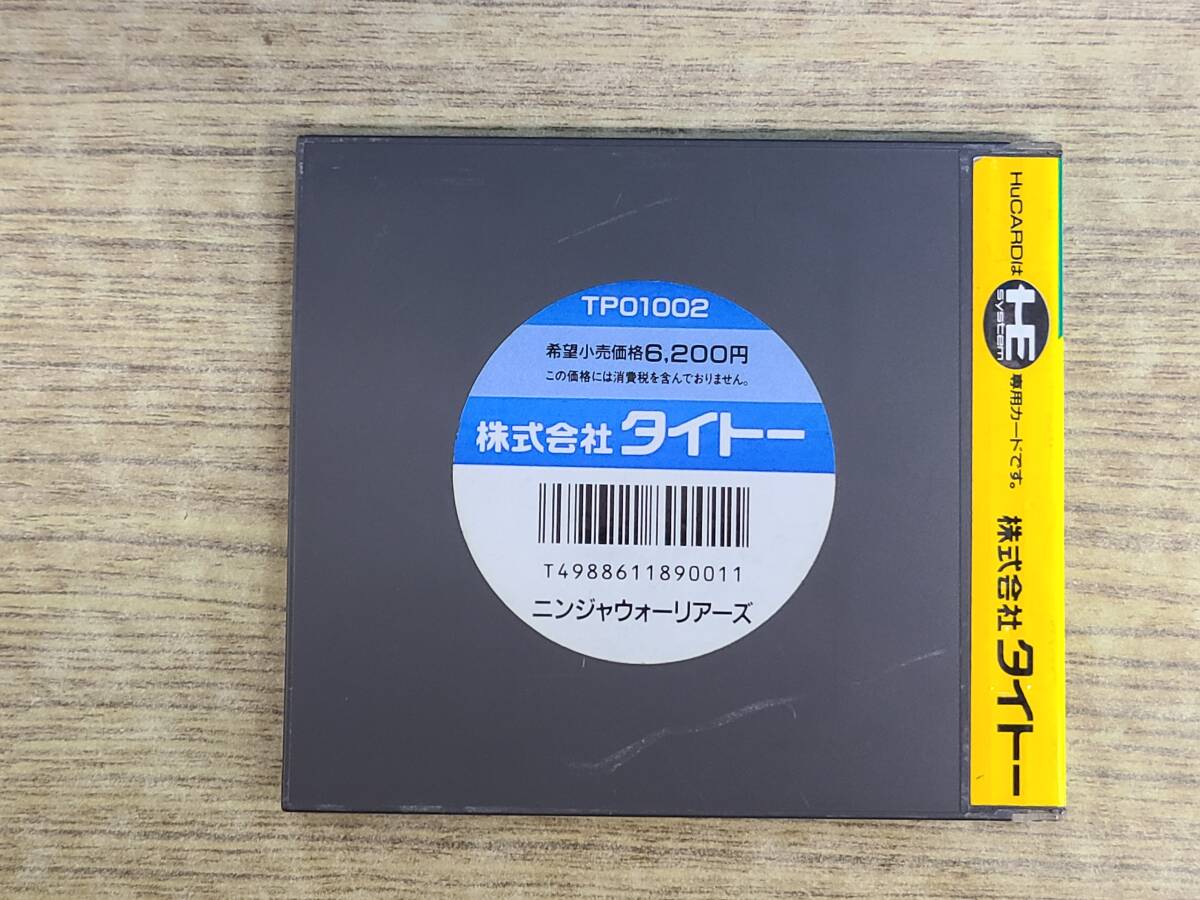 TP01002
希望小売価格6,200円
この価格には消費税を含んでおりません。
株式会社 タイトー
T4988611890011
ニンジャウォーリアーズ
HuCARDは HE system 専用カードです。 株式会社 タイトー